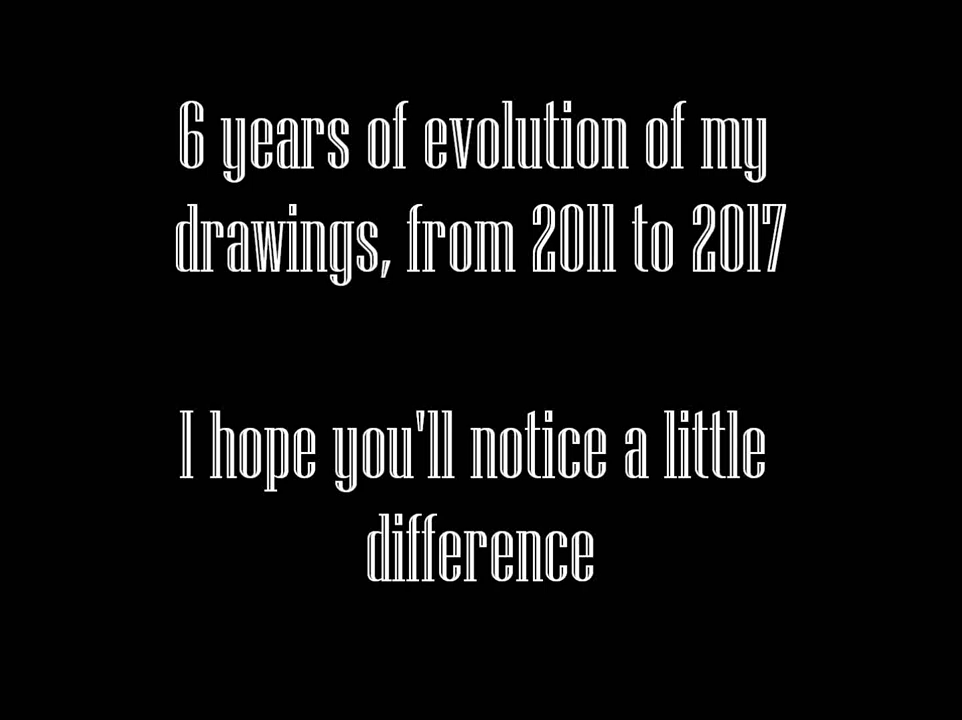 6 years of evolution of my
drawings, from 2011 to 2017
I hope you'll notice a little
difference